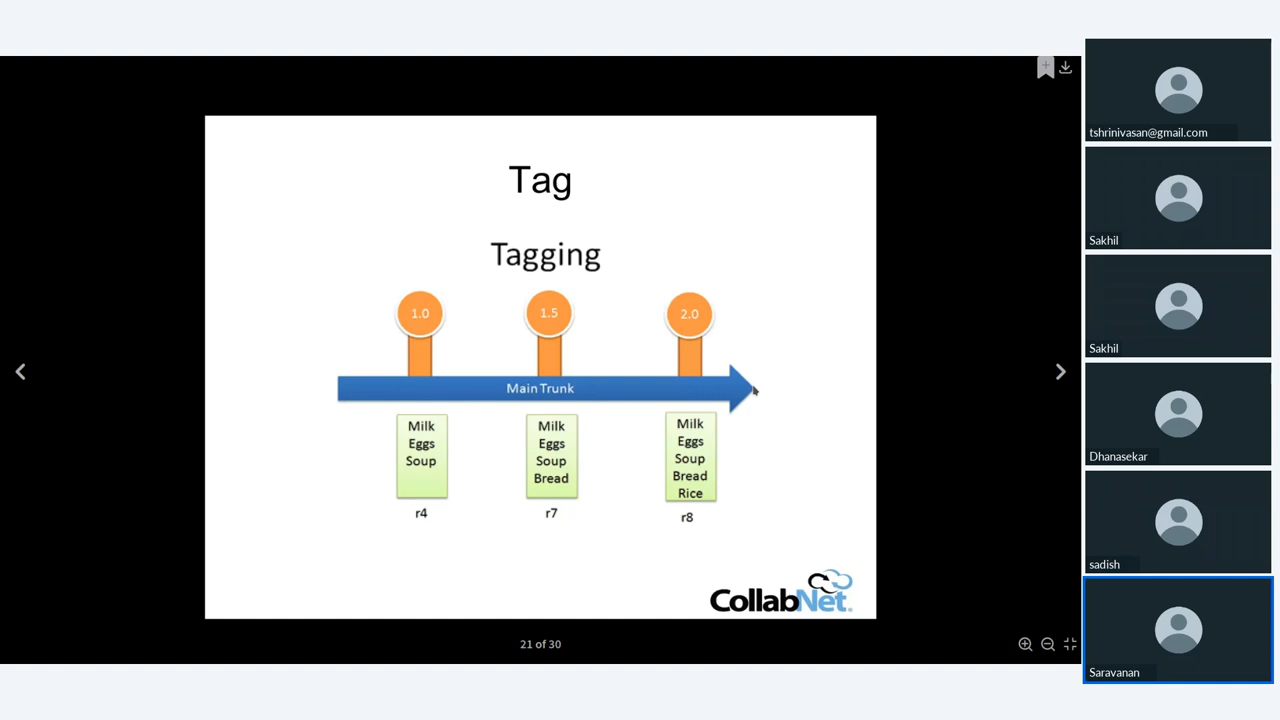 Tag
Tagging
1.0
1.5
2.0
Main Trunk
Milk
Eggs
Soup
r4
Milk
Eggs
Soup
Bread
r7
Milk
Eggs
Soup
Bread
Rice
r8
CollabNet
21 of 30
tshrinivasan@gmail.com
Sakhil
Sakhil
Dhanasekar
sadish
Saravanan